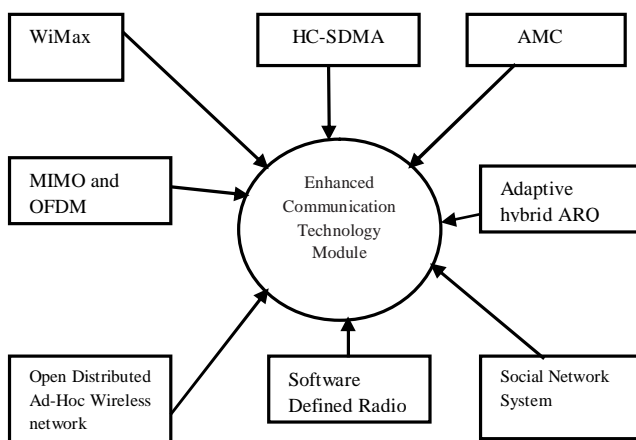 WiMax
HC-SDMA
AMC
MIMO and
OFDM
Enhanced
Communication
Technology
Module
Adaptive
hybrid ARQ
Open Distributed
Ad-Hoc Wireless
network
Software
Defined Radio
Social Network
System